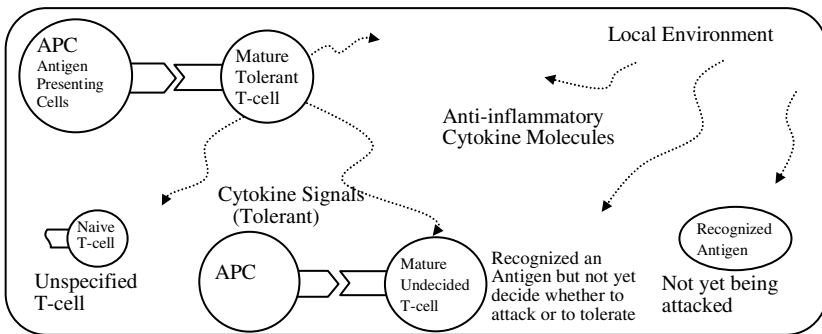 APC
Antigen
Presenting
Cells
Mature
Tolerant
T-cell
Local Environment
Anti-inflammatory
Cytokine Molecules
Naive
T-cell
Unspecified
T-cell
Cytokine Signals
(Tolerant)
APC
Mature
Undecided
T-cell
Recognized an
Antigen but not yet
decide whether to
attack or to tolerate
Recognized
Antigen
Not yet being
attacked